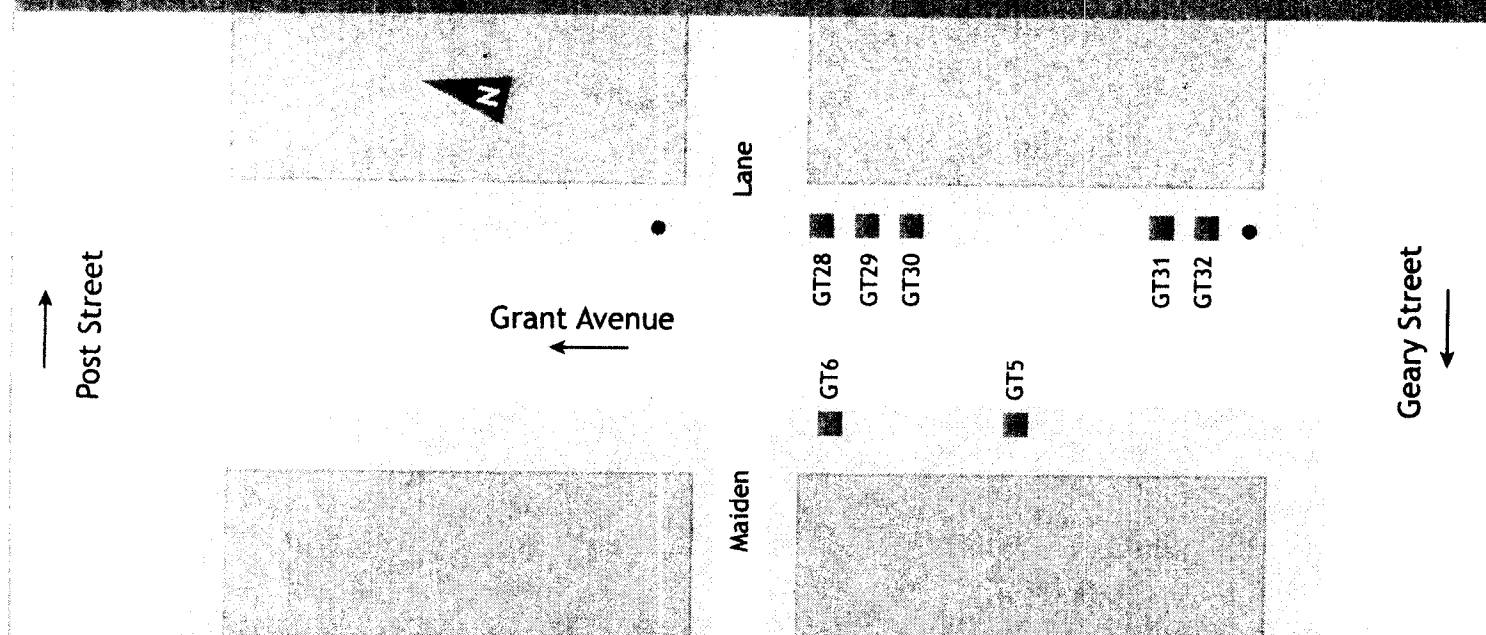 N
Lane
GT28
GT29
GT30
GT31
GT32
Post Street
Grant Avenue
Geary Street
GT6
GT5
Maiden